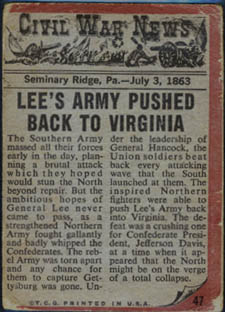 CIVIL WAR NEWS
Seminary Ridge, Pa.—July 3, 1863
LEE'S ARMY PUSHED
BACK TO VIRGINIA
The Southern Army
massed all their forces
early in the day, plan-
ning a brutal attack
which they hoped
would stun the North
beyond repair. But the
ambitious hopes of
General Lee never
came to pass, as a
strengthened Northern
Army fought gallantly
and badly whipped the
Confederates. The reb-
el Army was torn apart
and any chance for
them to capture Get-
tysburg was gone. Un-
der the leadership of
General Hancock, the
Union soldiers beat
back every attacking
wave that the South
launched at them. The
inspired Northern
fighters were able to
push Lee's Army back
into Virginia. The de-
feat was a crushing one
for Confederate Pres-
ident, Jefferson Davis,
at a time when it ap-
peared that the North
might be on the verge
of a total collapse.
©T.C.G. PRINTED IN U.S.A.
47